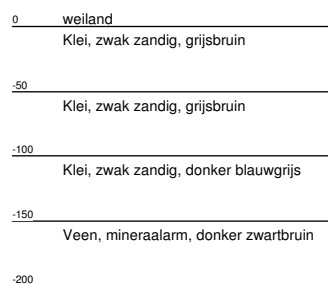 0 weiland
Klei, zwak zandig, grijsbruin
-50
Klei, zwak zandig, grijsbruin
-100
Klei, zwak zandig, donker blauwgrijs
-150
Veen, mineraalarm, donker zwartbruin
-200